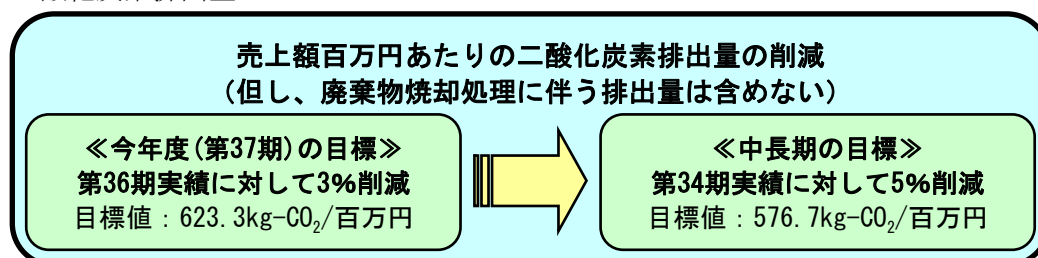 売上額百万円あたりの二酸化炭素排出量の削減
(但し、廃棄物焼却処理に伴う排出量は含めない)
≪今年度(第37期)の目標≫
第36期実績に対して3%削減
目標値：623.3kg-CO₂/百万円
≪中長期の目標≫
第34期実績に対して5%削減
目標値：576.7kg-CO₂/百万円